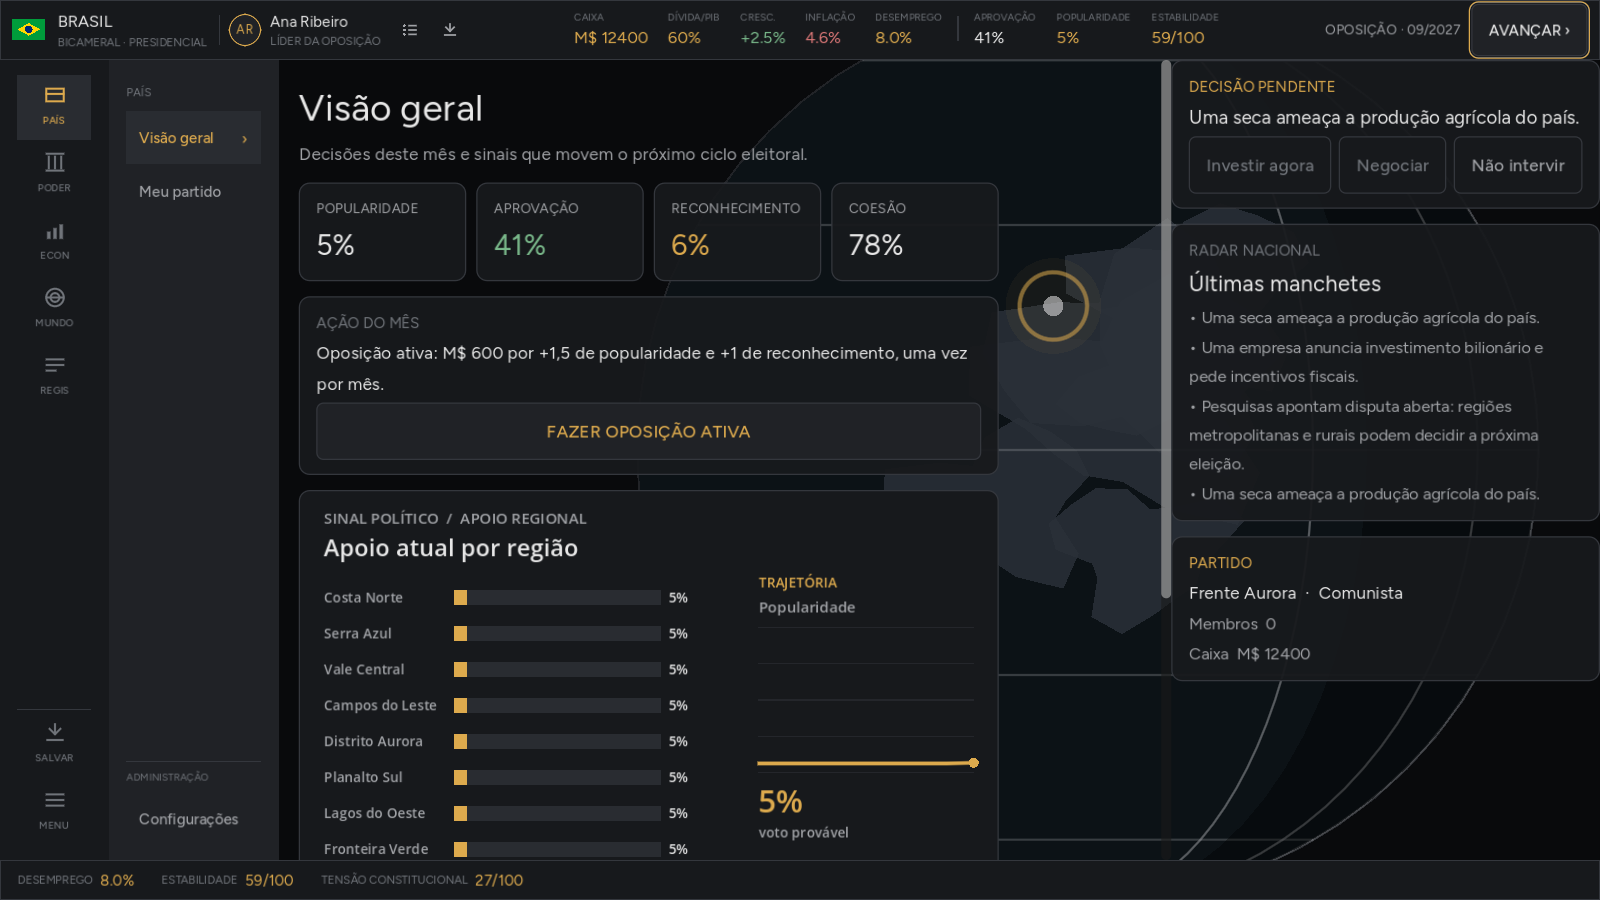 BRASIL
BICAMERAL · PRESIDENCIAL
AR
Ana Ribeiro
LÍDER DA OPOSIÇÃO
CAIXA
M$ 12400
DÍVIDA/PIB
60%
CRESC.
+2.5%
INFLAÇÃO
4.6%
DESEMPREGO
8.0%
APROVAÇÃO
41%
POPULARIDADE
5%
ESTABILIDADE
59/100
OPOSIÇÃO · 09/2027
AVANÇAR ›
PAÍS
PODER
ECON
MUNDO
REGIS
SALVAR
MENU
PAÍS
Visão geral ›
Meu partido
ADMINISTRAÇÃO
Configurações
Visão geral
Decisões deste mês e sinais que movem o próximo ciclo eleitoral.
POPULARIDADE
5%
APROVAÇÃO
41%
RECONHECIMENTO
6%
COESÃO
78%
AÇÃO DO MÊS
Oposição ativa: M$ 600 por +1,5 de popularidade e +1 de reconhecimento, uma vez
por mês.
FAZER OPOSIÇÃO ATIVA
SINAL POLÍTICO / APOIO REGIONAL
Apoio atual por região
Costa Norte 5%
Serra Azul 5%
Vale Central 5%
Campos do Leste 5%
Distrito Aurora 5%
Planalto Sul 5%
Lagos do Oeste 5%
Fronteira Verde 5%
TRAJETÓRIA
Popularidade
5%
voto provável
DECISÃO PENDENTE
Uma seca ameaça a produção agrícola do país.
Investir agora
Negociar
Não intervir
RADAR NACIONAL
Últimas manchetes
• Uma seca ameaça a produção agrícola do país.
• Uma empresa anuncia investimento bilionário e
pede incentivos fiscais.
• Pesquisas apontam disputa aberta: regiões
metropolitanas e rurais podem decidir a próxima
eleição.
• Uma seca ameaça a produção agrícola do país.
PARTIDO
Frente Aurora · Comunista
Membros 0
Caixa M$ 12400
DESEMPREGO 8.0%
ESTABILIDADE 59/100
TENSÃO CONSTITUCIONAL 27/100